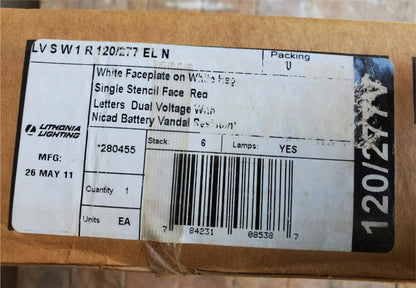 LV S W 1 R 120/277 EL N
Packing
U
White Faceplate on White Hsg
Single Stencil Face Red
Letters Dual Voltage With
Nicad Battery Vandal Resistant
LITHONIA
LIGHTING
MFG:
26 MAY 11
*280455
Stack: 6 Lamps: YES
Quantity 1
Units EA
7 84231 08538 7
120/277V